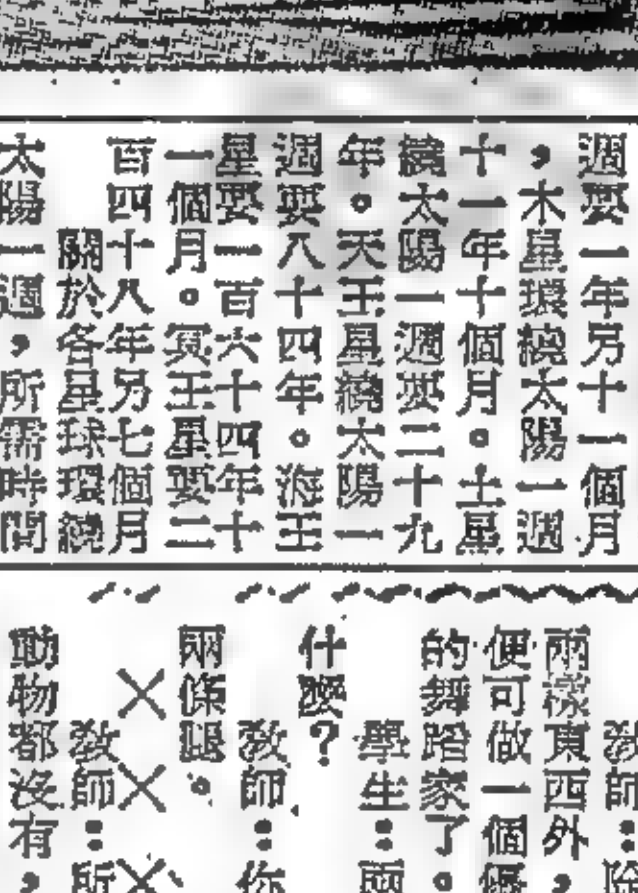 週要一年另十一個月
,木星環繞太陽一週
十一年十個月。土星
繞太陽一週要二十九
年。天王星繞太陽一
週要八十四年。海王
星要一百六十四年十
一個月。冥王星要二
百四十八年另七個月
關於各星球環繞
太陽一週,所需時間
教師:除
兩樣東西外,
便可做一個優
的舞蹈家了。
學生:兩
什麼?
教師:你
兩條腿。
×××
教師:所
動物都沒有,